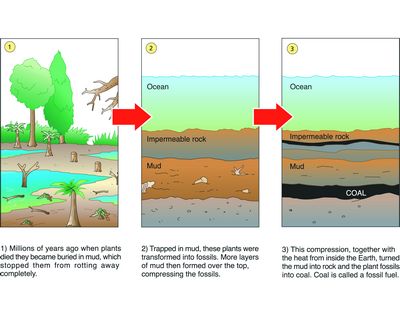 1
2
3
Ocean
Impermeable rock
Mud
Ocean
Impermeable rock
Mud
COAL
1) Millions of years ago when plants
died they became buried in mud, which
stopped them from rotting away
completely.
2) Trapped in mud, these plants were
transformed into fossils. More layers
of mud then formed over the top,
compressing the fossils.
3) This compression, together with
the heat from inside the Earth, turned
the mud into rock and the plant fossils
into coal. Coal is called a fossil fuel.